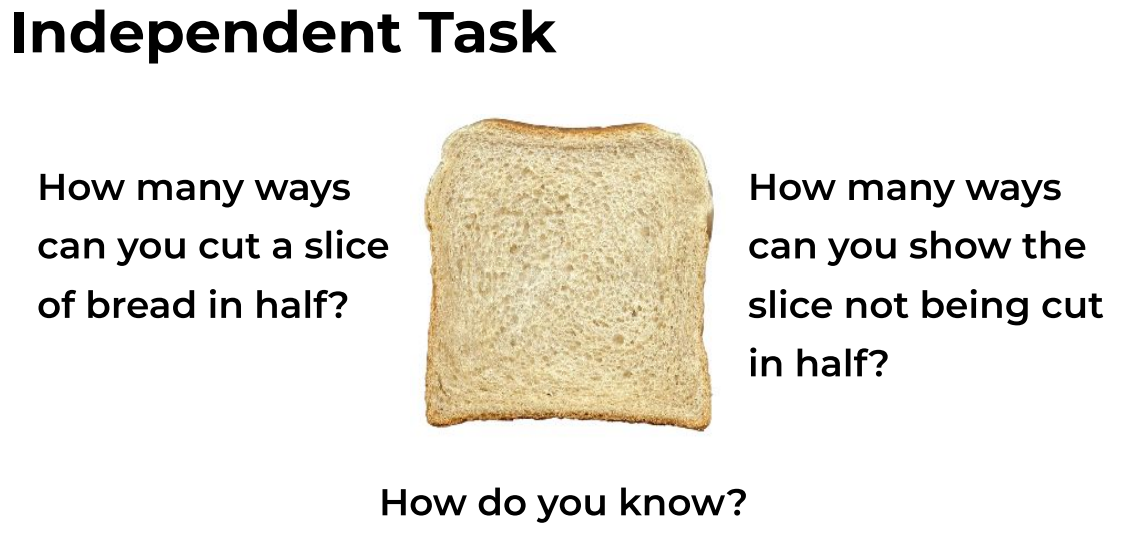 Independent Task
How many ways
can you cut a slice
of bread in half?
How many ways
can you show the
slice not being cut
in half?
How do you know?